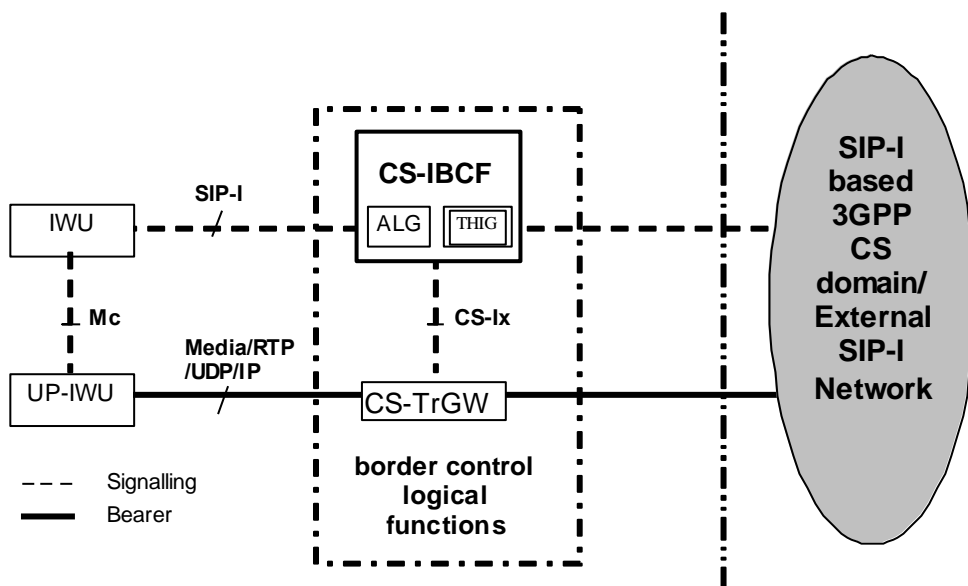 CS-IBCF
SIP-I
IWU
ALG
THIG
Mc
CS-Ix
Media/RTP
/UDP/IP
UP-IWU
CS-TrGW
border control
logical
functions
Signalling
Bearer
SIP-I
based
3GPP
CS
domain/
External
SIP-I
Network